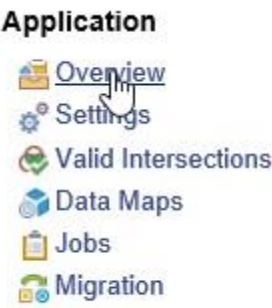 Application
Overview
Settings
Valid Intersections
Data Maps
Jobs
Migration